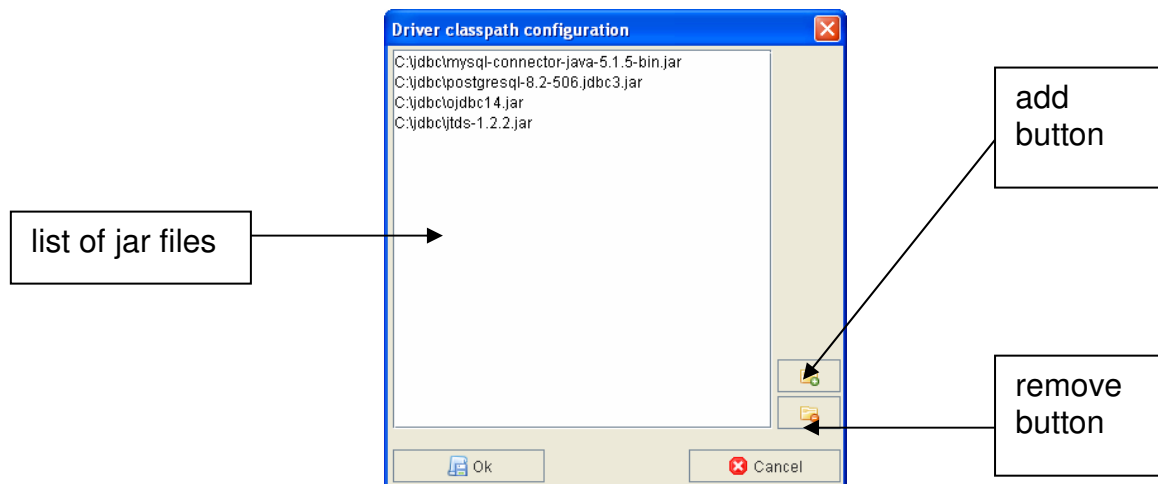 Driver classpath configuration
C:\jdbc\mysql-connector-java-5.1.5-bin.jar
C:\jdbc\postgresql-8.2-506.jdbc3.jar
C:\jdbc\ojdbc14.jar
C:\jdbc\jtds-1.2.2.jar
add
button
list of jar files
remove
button
Ok
Cancel